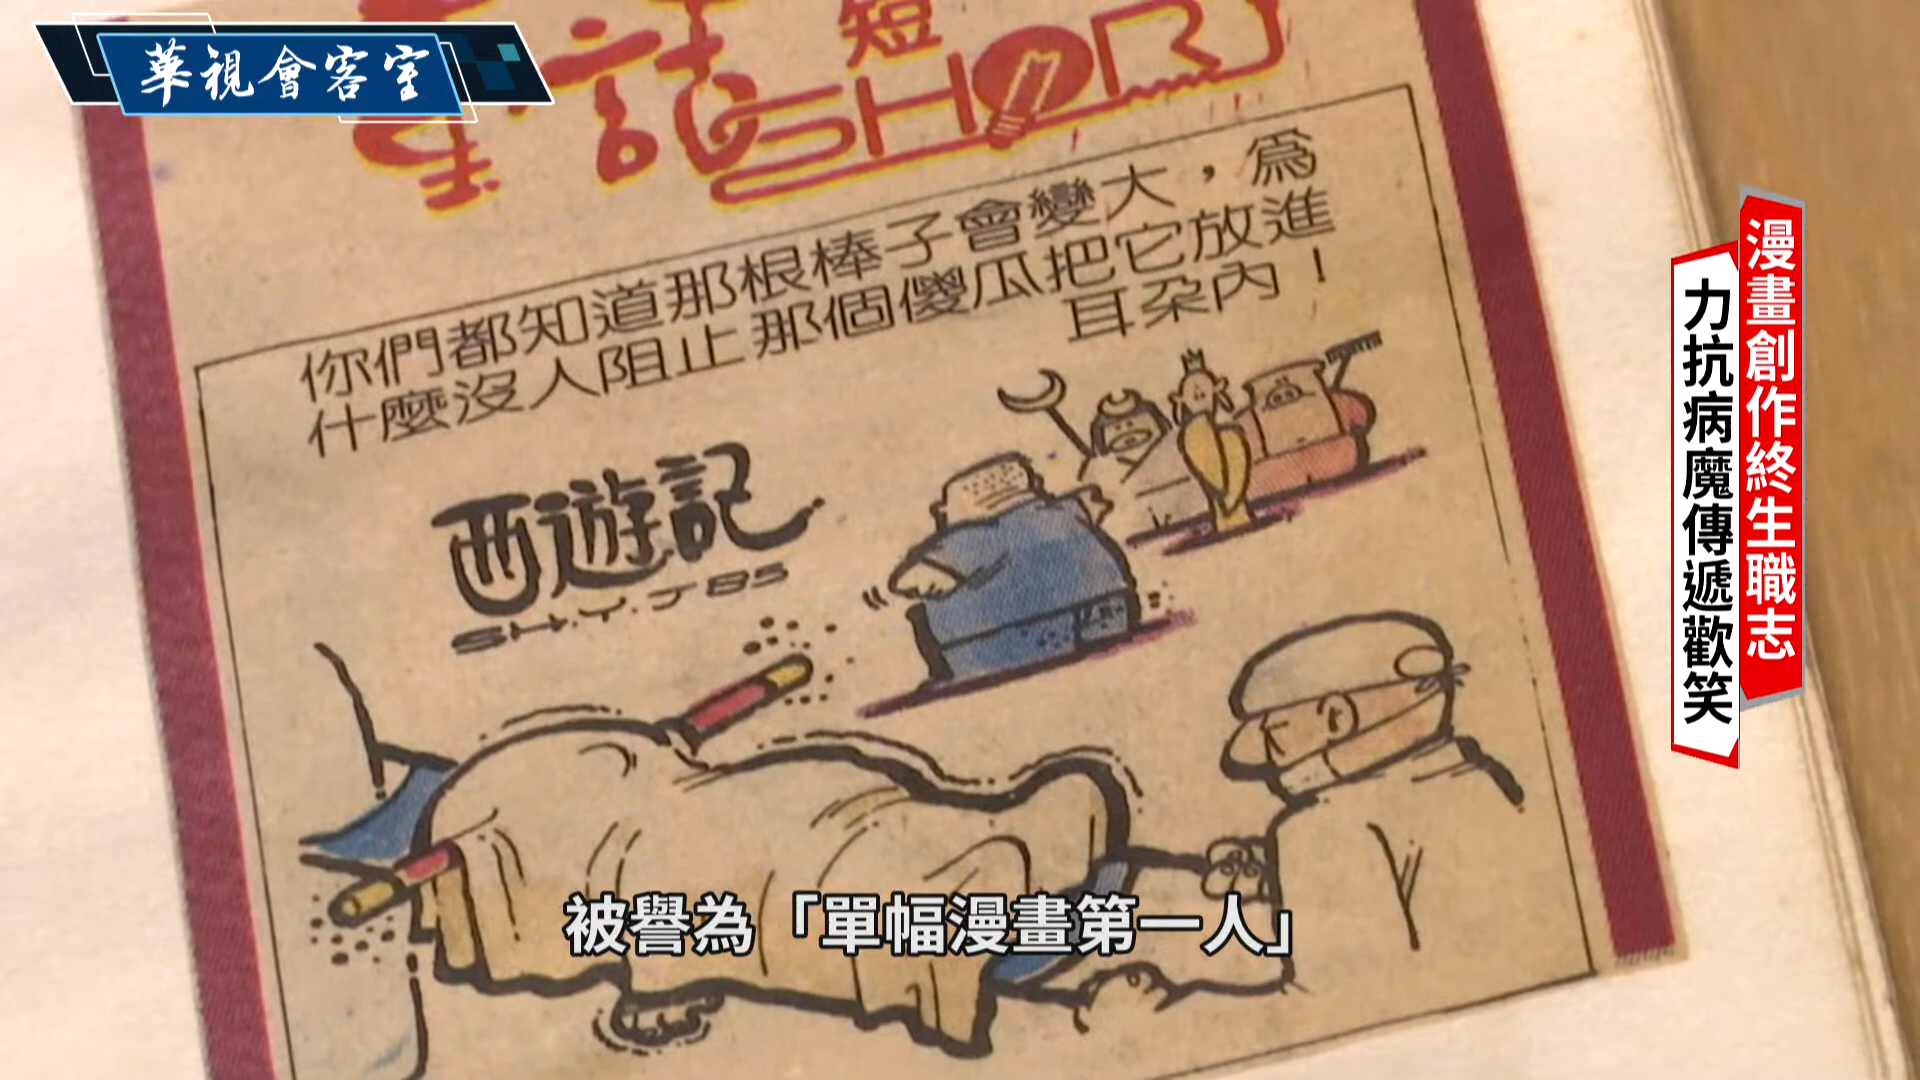 華視會客室
短
SHORT
你們都知道那根棒子會變大，為
什麼沒人阻止那個傻瓜把它放進
耳朵內！
西遊記
SH.Y.J 85
漫畫創作終生職志
力抗病魔傳遞歡笑
被譽為「單幅漫畫第一人」